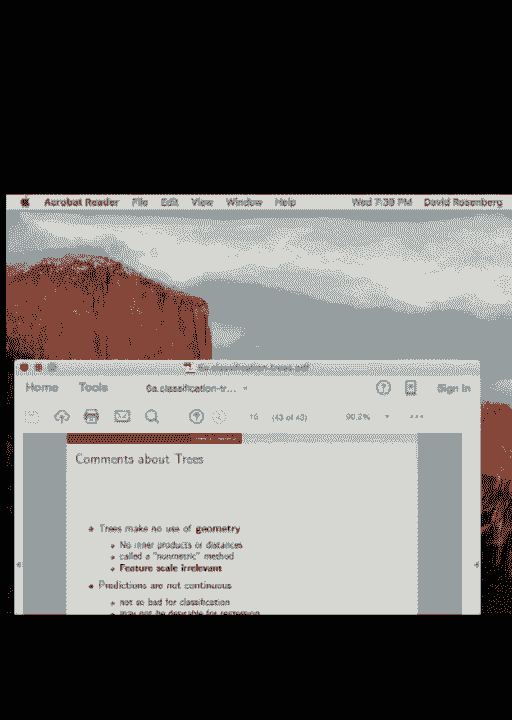 Acrobat Reader File Edit View Window Help Wed 7:39 PM David Rosenberg
6a.classification-trees.pdf
Home Tools 6a.classification-tr... × Sign In
16 (43 of 43) 90.2%
Comments about Trees
Trees make no use of geometry
No inner products or distances
called a "nonmetric" method
Feature scale irrelevant
Predictions are not continuous
not so bad for classification
may not be desirable for regression